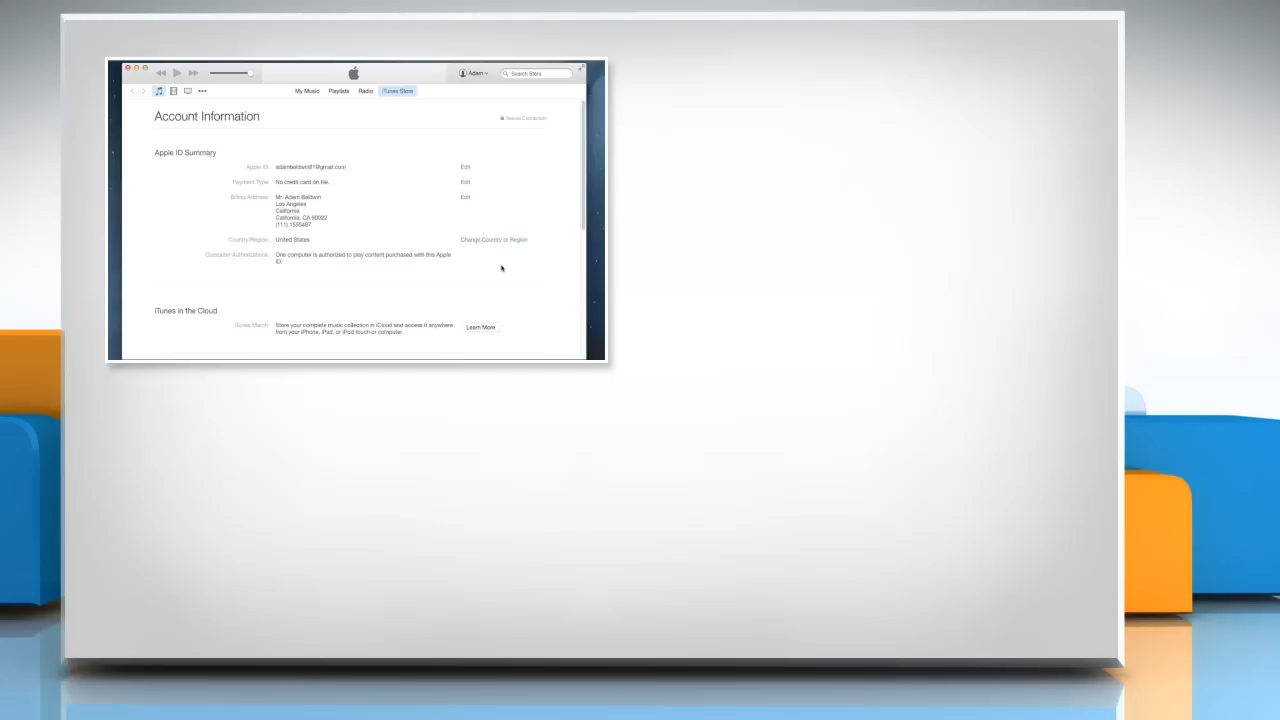 Adam
Search Store
My Music Playlists Radio iTunes Store
Account Information
Secure Connection
Apple ID Summary
Apple ID: adambaldwin81@gmail.com Edit
Payment Type: No credit card on file. Edit
Billing Address: Mr. Adam Baldwin Edit
Los Angeles
California
California, CA 90022
(111) 1555487
Country/Region: United States Change Country or Region
Computer Authorizations: One computer is authorized to play content purchased with this Apple
ID.
iTunes in the Cloud
iTunes Match: Store your complete music collection in iCloud and access it anywhere Learn More
from your iPhone, iPad, or iPod touch or computer.